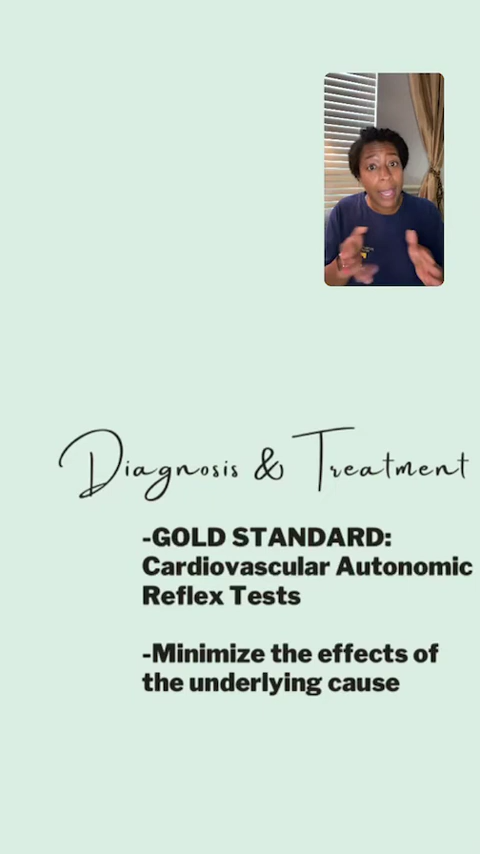 Diagnosis & Treatment
-GOLD STANDARD:
Cardiovascular Autonomic
Reflex Tests
-Minimize the effects of
the underlying cause